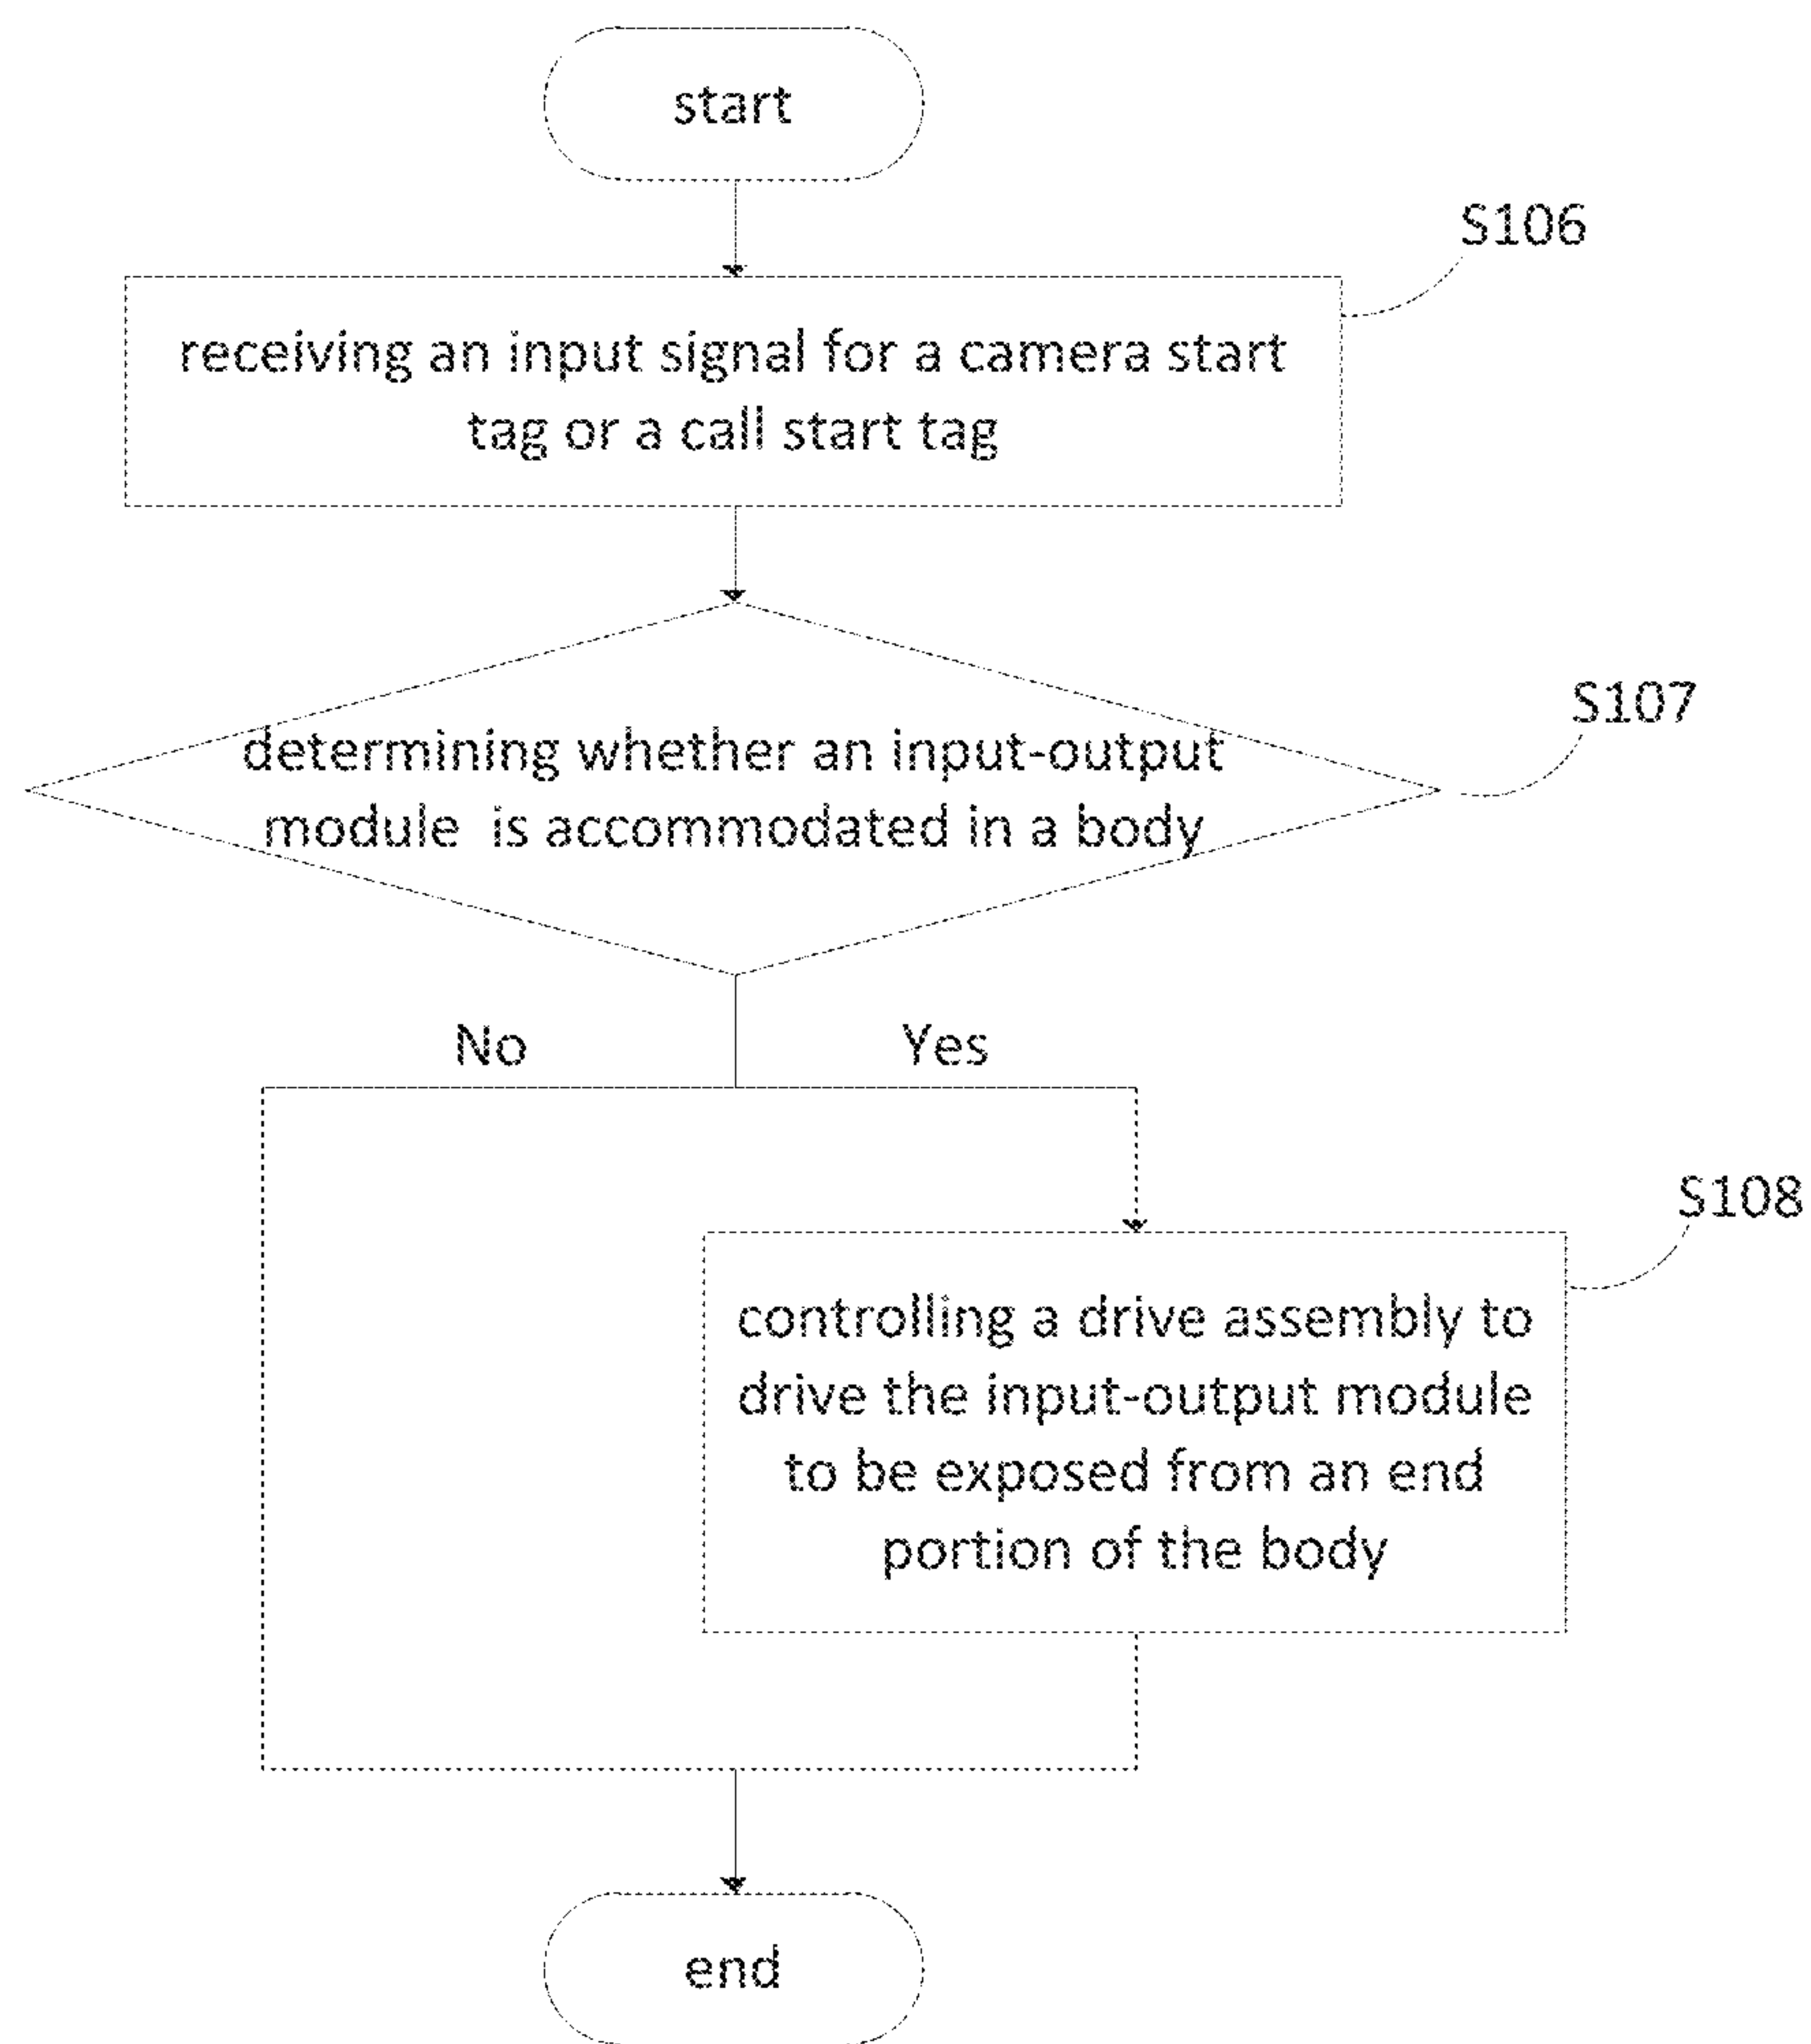 start
S106
receiving an input signal for a camera start
tag or a call start tag
S107
determining whether an input-output
module is accommodated in a body
No
Yes
S108
controlling a drive assembly to
drive the input-output module
to be exposed from an end
portion of the body
end